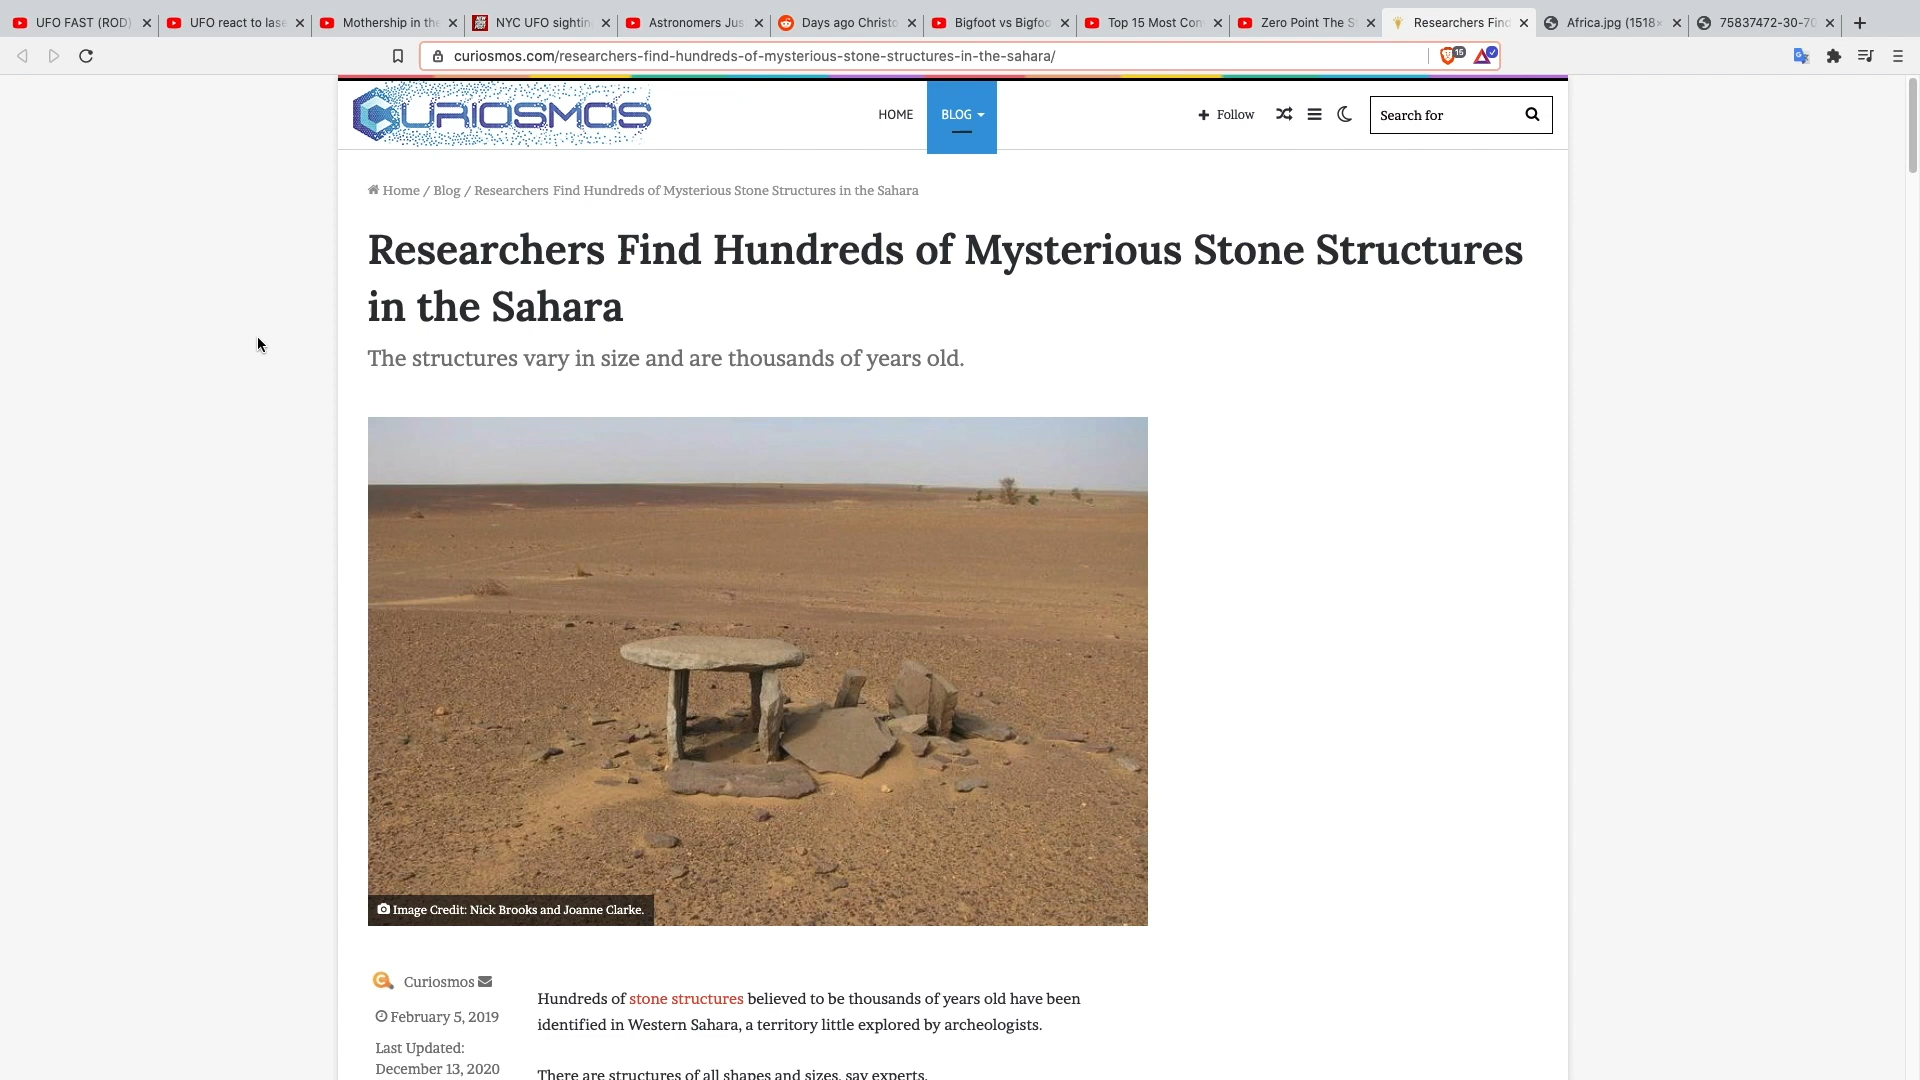 UFO FAST (ROD)
UFO react to lase
Mothership in the
NYC UFO sightin
Astronomers Jus
Days ago Christo
Bigfoot vs Bigfoo
Top 15 Most Con
Zero Point The S
Researchers Find
Africa.jpg (1518×
75837472-30-70
curiosmos.com/researchers-find-hundreds-of-mysterious-stone-structures-in-the-sahara/
15
CURIOSMOS
HOME
BLOG
Follow
Search for
Home / Blog / Researchers Find Hundreds of Mysterious Stone Structures in the Sahara
Researchers Find Hundreds of Mysterious Stone Structures
in the Sahara
The structures vary in size and are thousands of years old.
Image Credit: Nick Brooks and Joanne Clarke.
Curiosmos
February 5, 2019
Last Updated:
December 13, 2020
Hundreds of stone structures believed to be thousands of years old have been
identified in Western Sahara, a territory little explored by archeologists.
There are structures of all shapes and sizes, say experts.